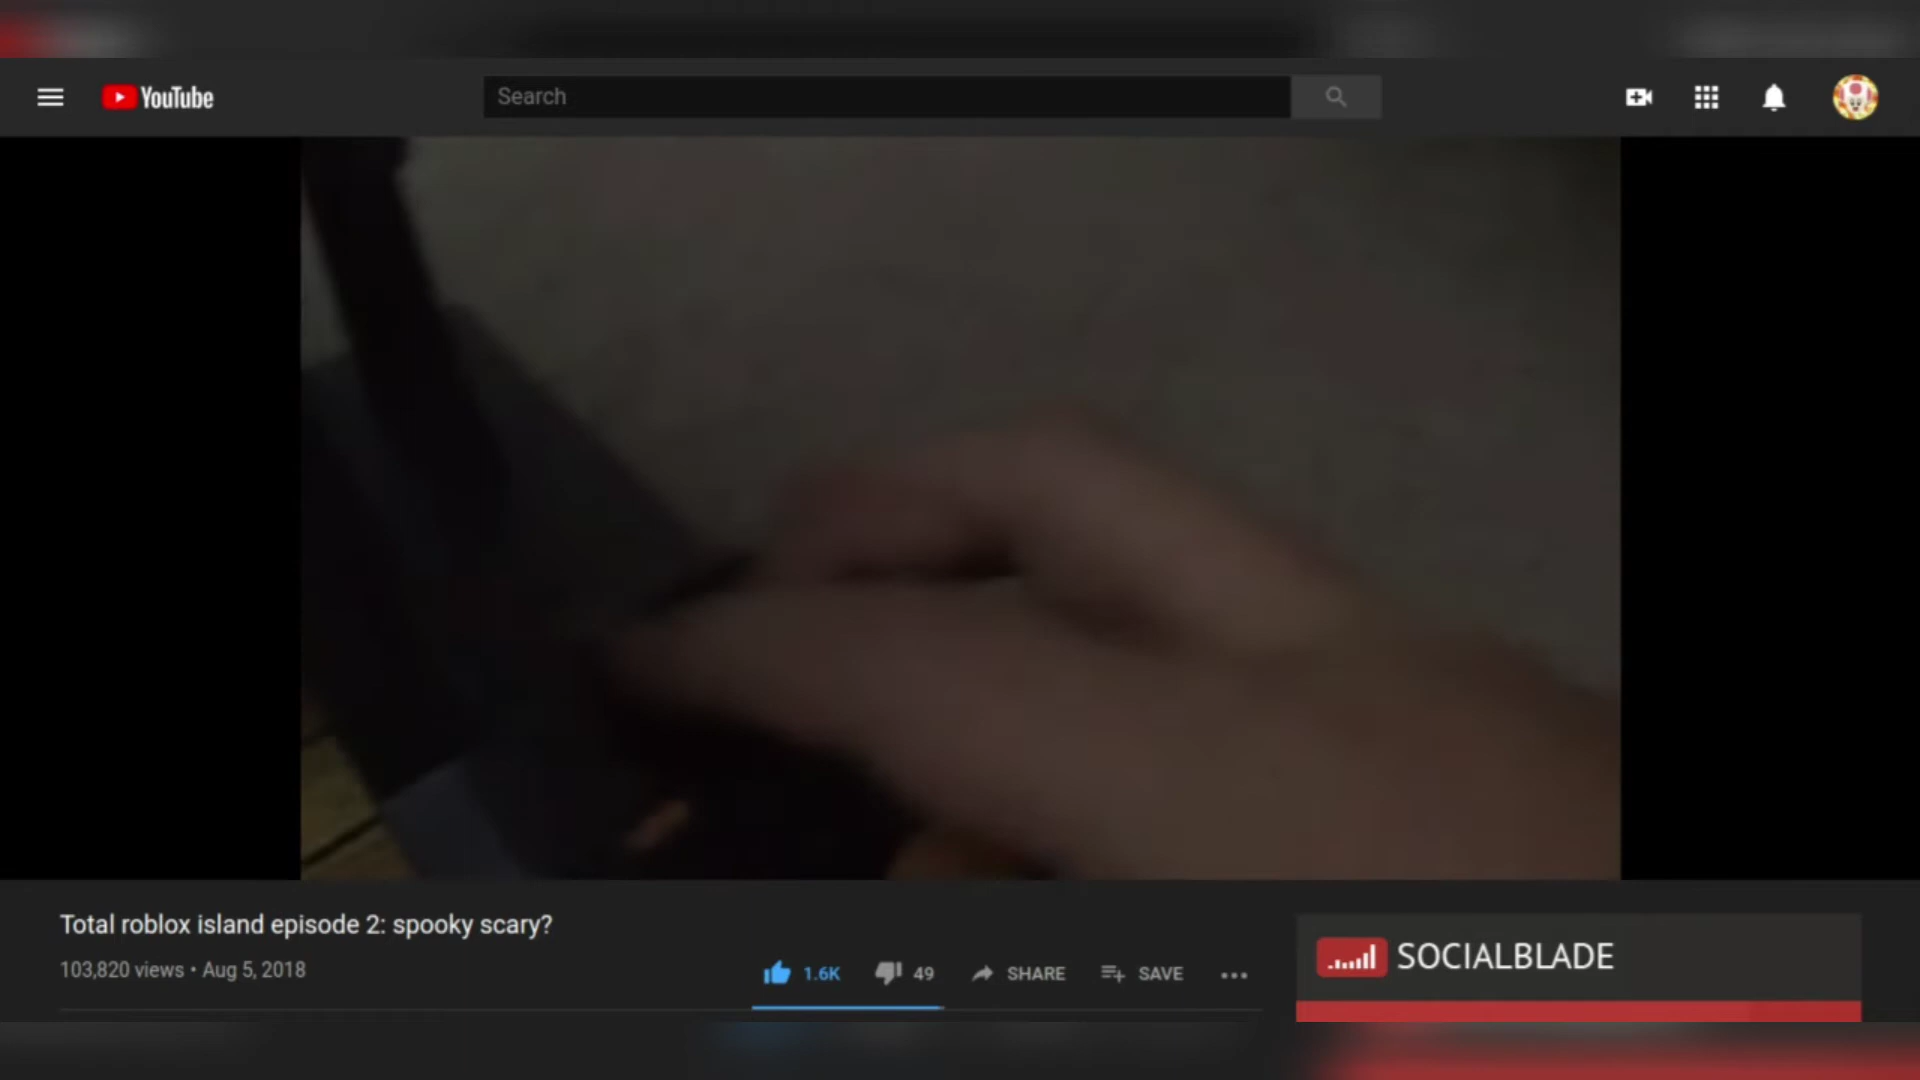 YouTube
Search
Total roblox island episode 2: spooky scary?
103,820 views • Aug 5, 2018
1.6K
49
SHARE
SAVE
SOCIALBLADE